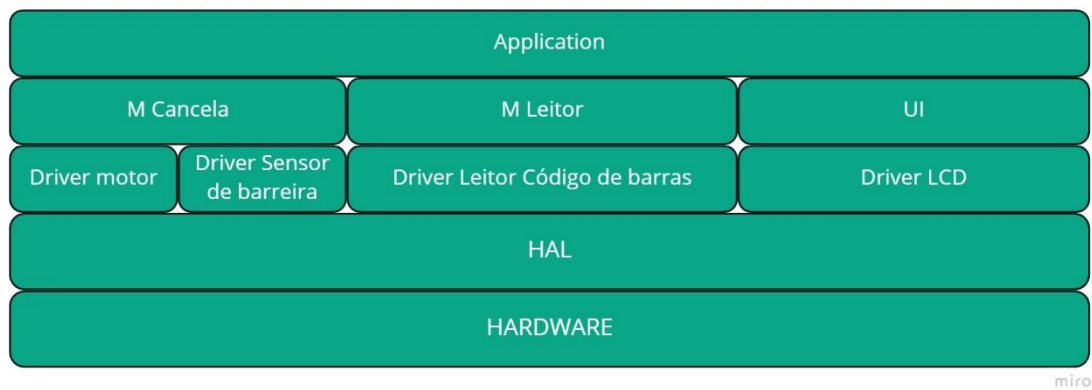 Application
M Cancela
M Leitor
UI
Driver motor
Driver Sensor
de barreira
Driver Leitor Código de barras
Driver LCD
HAL
HARDWARE
miro